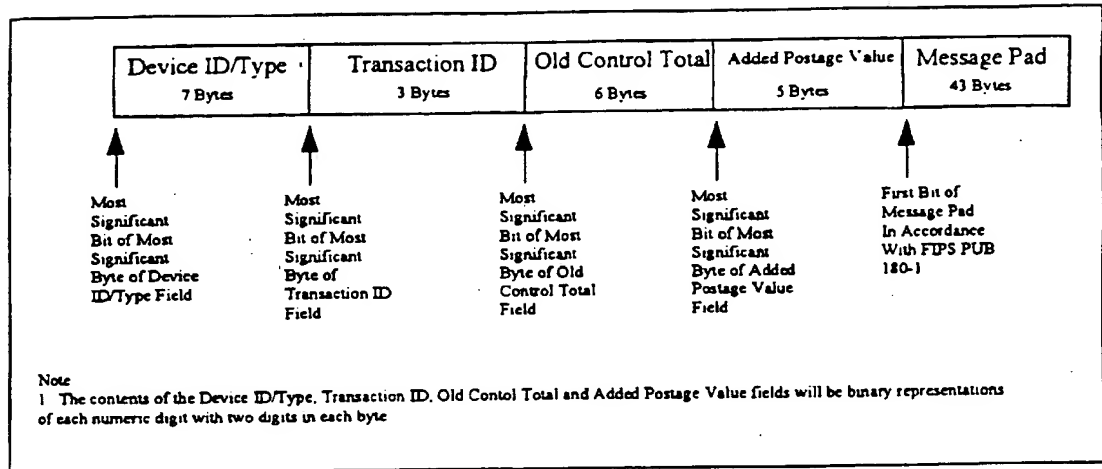 Device ID/Type
7 Bytes
Transaction ID
3 Bytes
Old Control Total
6 Bytes
Added Postage Value
5 Bytes
Message Pad
43 Bytes
Most
Significant
Bit of Most
Significant
Byte of Device
ID/Type Field
Most
Significant
Bit of Most
Significant
Byte of
Transaction ID
Field
Most
Significant
Bit of Most
Significant
Byte of Old
Control Total
Field
Most
Significant
Bit of Most
Significant
Byte of Added
Postage Value
Field
First Bit of
Message Pad
In Accordance
With FIPS PUB
180-1
Note
1 The contents of the Device ID/Type, Transaction ID, Old Contol Total and Added Postage Value fields will be binary representations
of each numeric digit with two digits in each byte